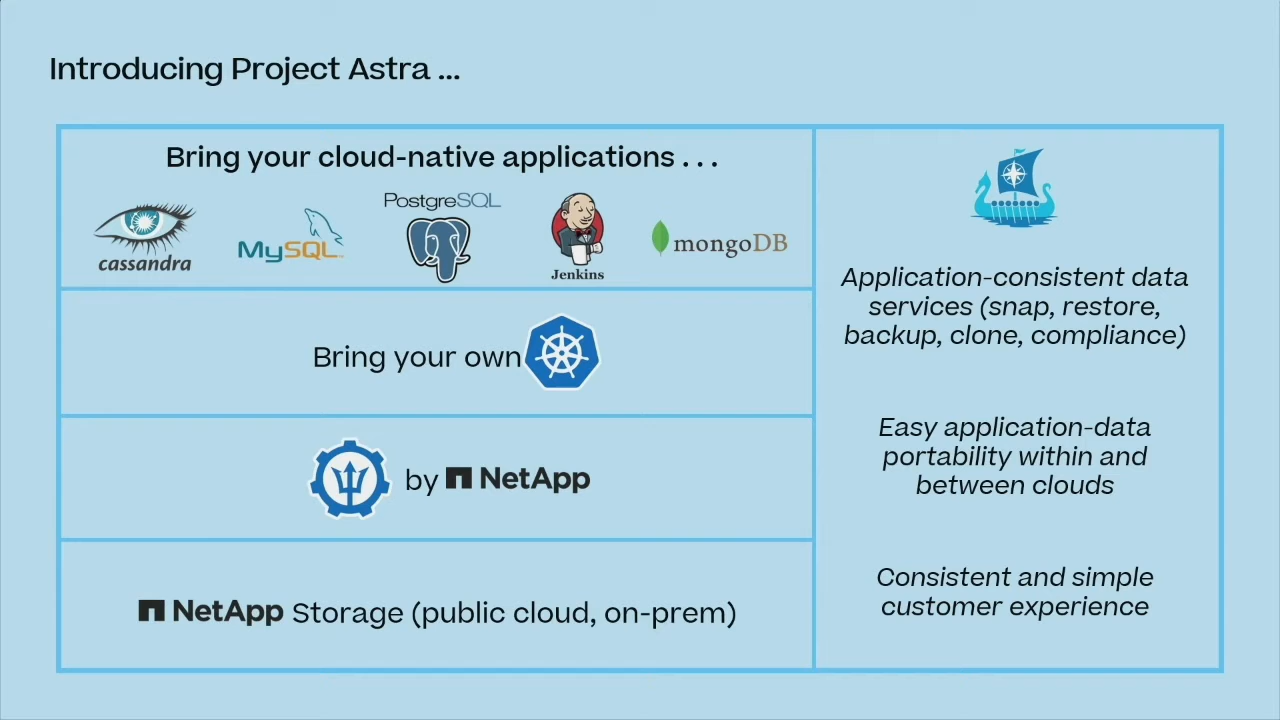 Introducing Project Astra ...
Bring your cloud-native applications . . .
cassandra
MySQL
PostgreSQL
Jenkins
mongoDB
Bring your own
by NetApp
NetApp Storage (public cloud, on-prem)
Application-consistent data
services (snap, restore,
backup, clone, compliance)
Easy application-data
portability within and
between clouds
Consistent and simple
customer experience